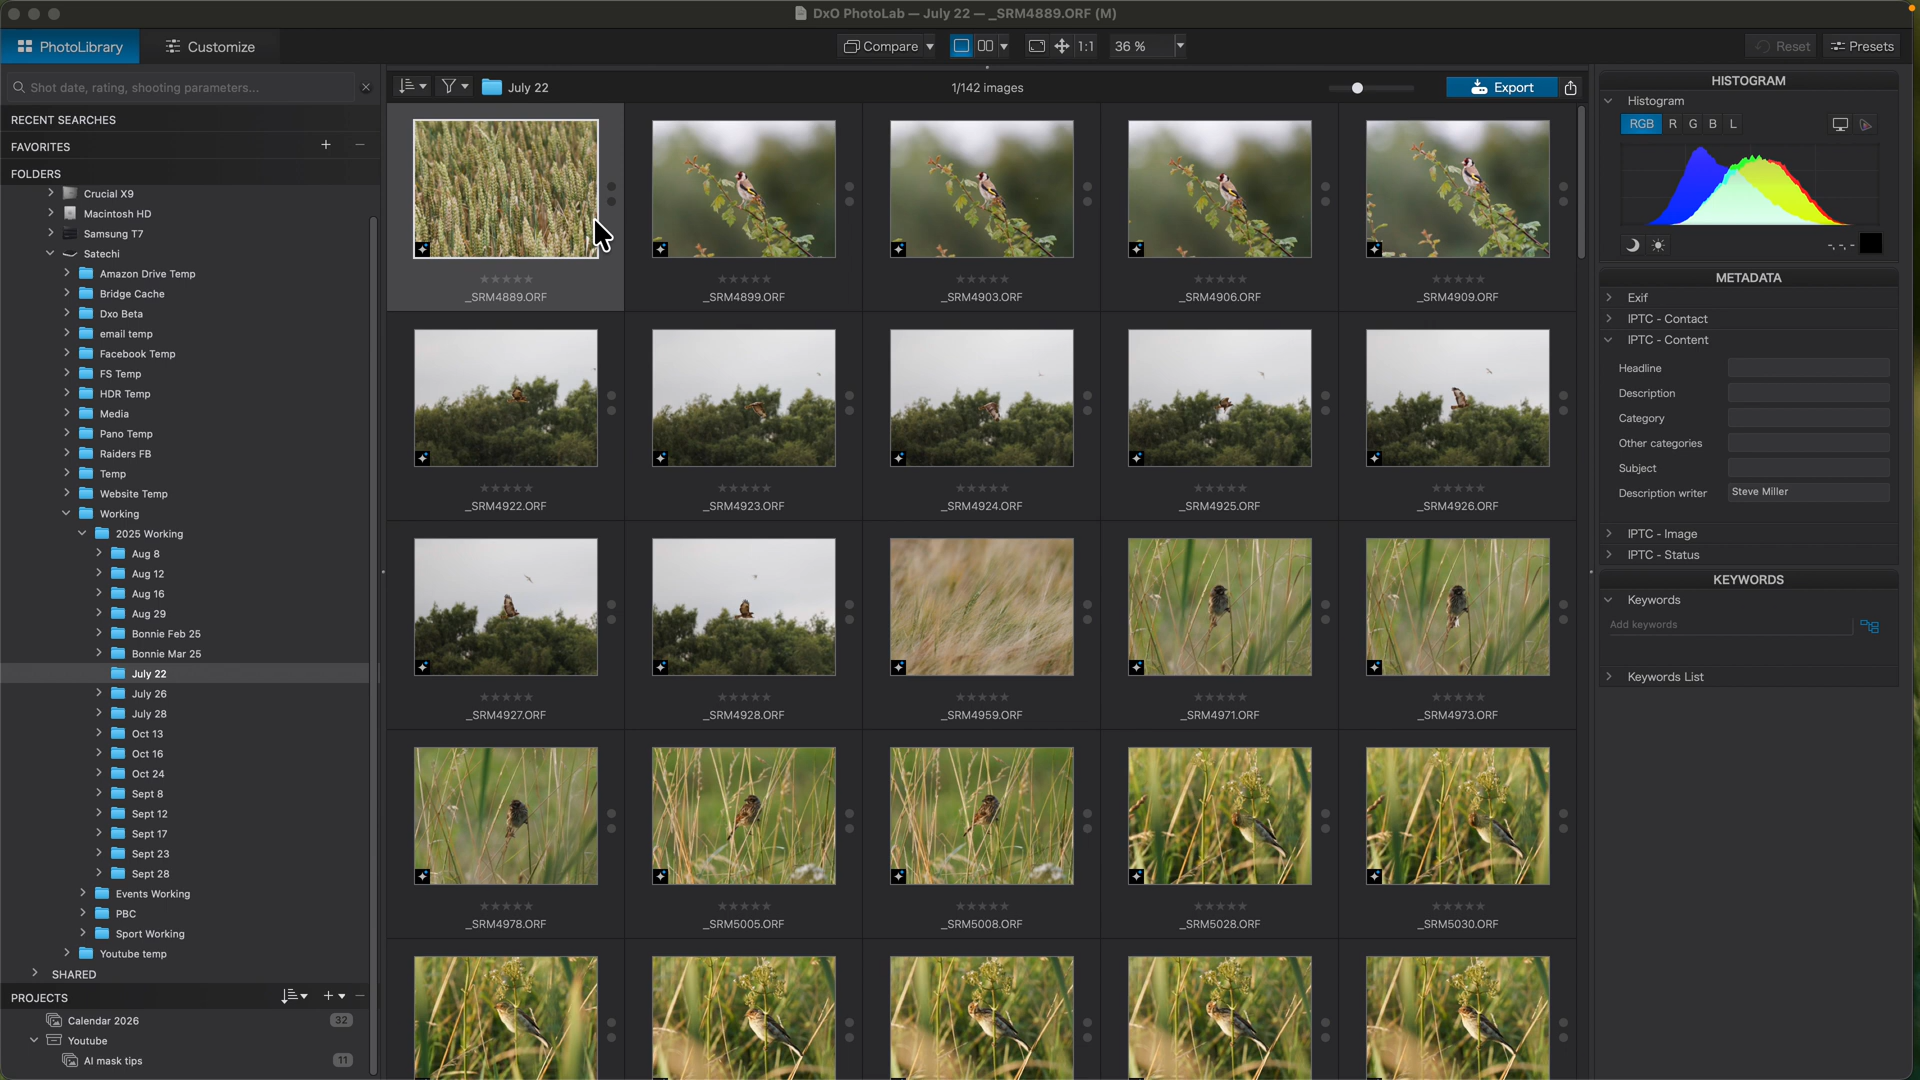 DxO PhotoLab — July 22 — _SRM4889.ORF (M)
PhotoLibrary
Customize
Compare
1:1
36 %
Reset
Presets
Shot date, rating, shooting parameters...
July 22
1/142 images
Export
RECENT SEARCHES
FAVORITES
FOLDERS
Crucial X9
Macintosh HD
Samsung T7
Satechi
Amazon Drive Temp
Bridge Cache
Dxo Beta
email temp
Facebook Temp
FS Temp
HDR Temp
Media
Pano Temp
Raiders FB
Temp
Website Temp
Working
2025 Working
Aug 8
Aug 12
Aug 16
Aug 29
Bonnie Feb 25
Bonnie Mar 25
July 22
July 26
July 28
Oct 13
Oct 16
Oct 24
Sept 8
Sept 12
Sept 17
Sept 23
Sept 28
Events Working
PBC
Sport Working
Youtube temp
SHARED
PROJECTS
Calendar 2026 32
Youtube
AI mask tips 11
_SRM4889.ORF
_SRM4899.ORF
_SRM4903.ORF
_SRM4906.ORF
_SRM4909.ORF
_SRM4922.ORF
_SRM4923.ORF
_SRM4924.ORF
_SRM4925.ORF
_SRM4926.ORF
_SRM4927.ORF
_SRM4928.ORF
_SRM4959.ORF
_SRM4971.ORF
_SRM4973.ORF
_SRM4978.ORF
_SRM5005.ORF
_SRM5008.ORF
_SRM5028.ORF
_SRM5030.ORF
HISTOGRAM
Histogram
RGB R G B L
-, -, -
METADATA
Exif
IPTC - Contact
IPTC - Content
Headline
Description
Category
Other categories
Subject
Description writer Steve Miller
IPTC - Image
IPTC - Status
KEYWORDS
Keywords
Add keywords
Keywords List